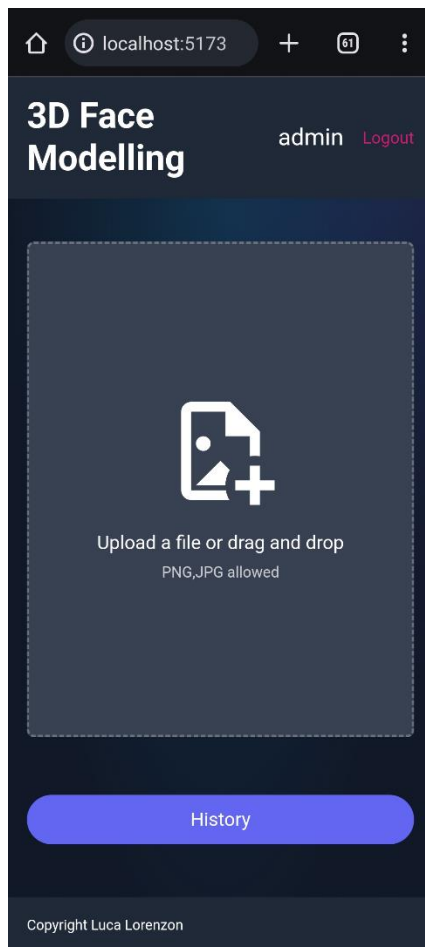 localhost:5173
61
3D Face
Modelling
admin
Logout
Upload a file or drag and drop
PNG,JPG allowed
History
Copyright Luca Lorenzon